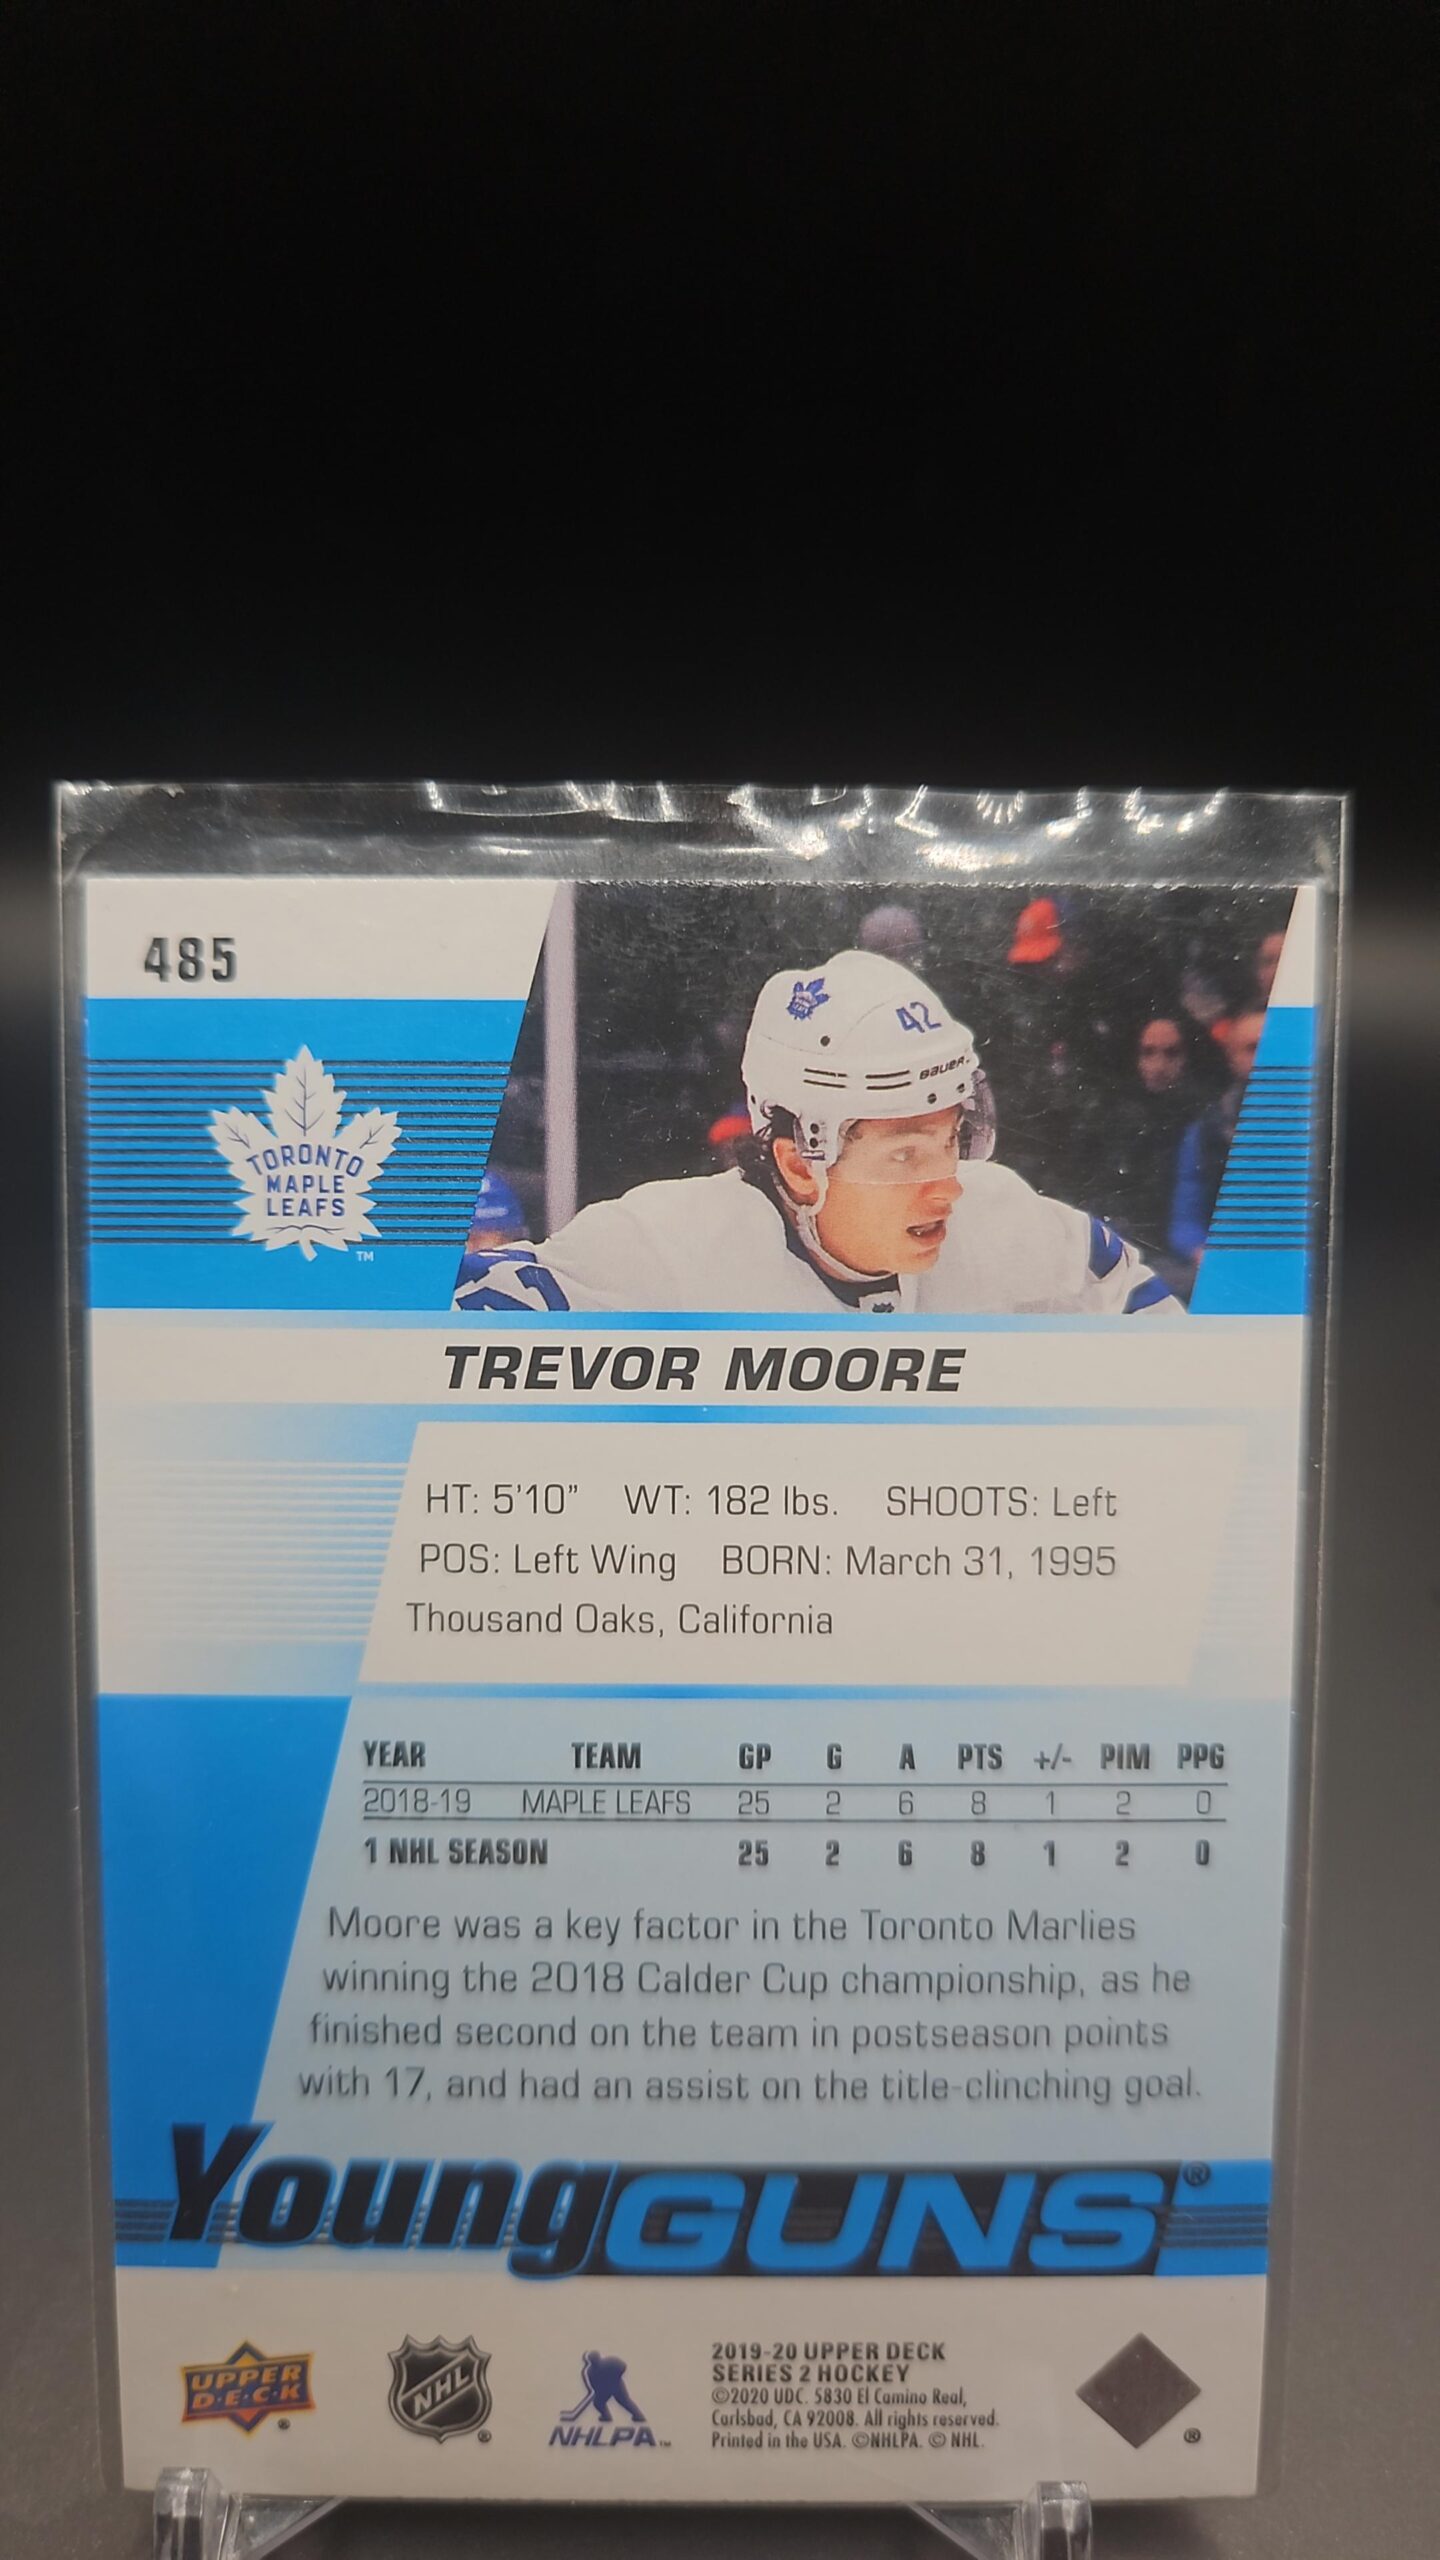 485
42
BAUER
TORONTO
MAPLE
LEAFS
TM
TREVOR MOORE
HT: 5'10" WT: 182 lbs. SHOOTS: Left
POS: Left Wing BORN: March 31, 1995
Thousand Oaks, California
YEAR TEAM GP G A PTS +/- PIM PPG
2018-19 MAPLE LEAFS 25 2 6 8 1 2 0
1 NHL SEASON 25 2 6 8 1 2 0
Moore was a key factor in the Toronto Marlies
winning the 2018 Calder Cup championship, as he
finished second on the team in postseason points
with 17, and had an assist on the title-clinching goal.
Young GUNS®
UPPER
D·E·C·K
®
NHL
®
NHLPA™
2019-20 UPPER DECK
SERIES 2 HOCKEY
©2020 UDC. 5830 El Camino Real,
Carlsbad, CA 92008. All rights reserved.
Printed in the USA. ©NHLPA. © NHL.
®